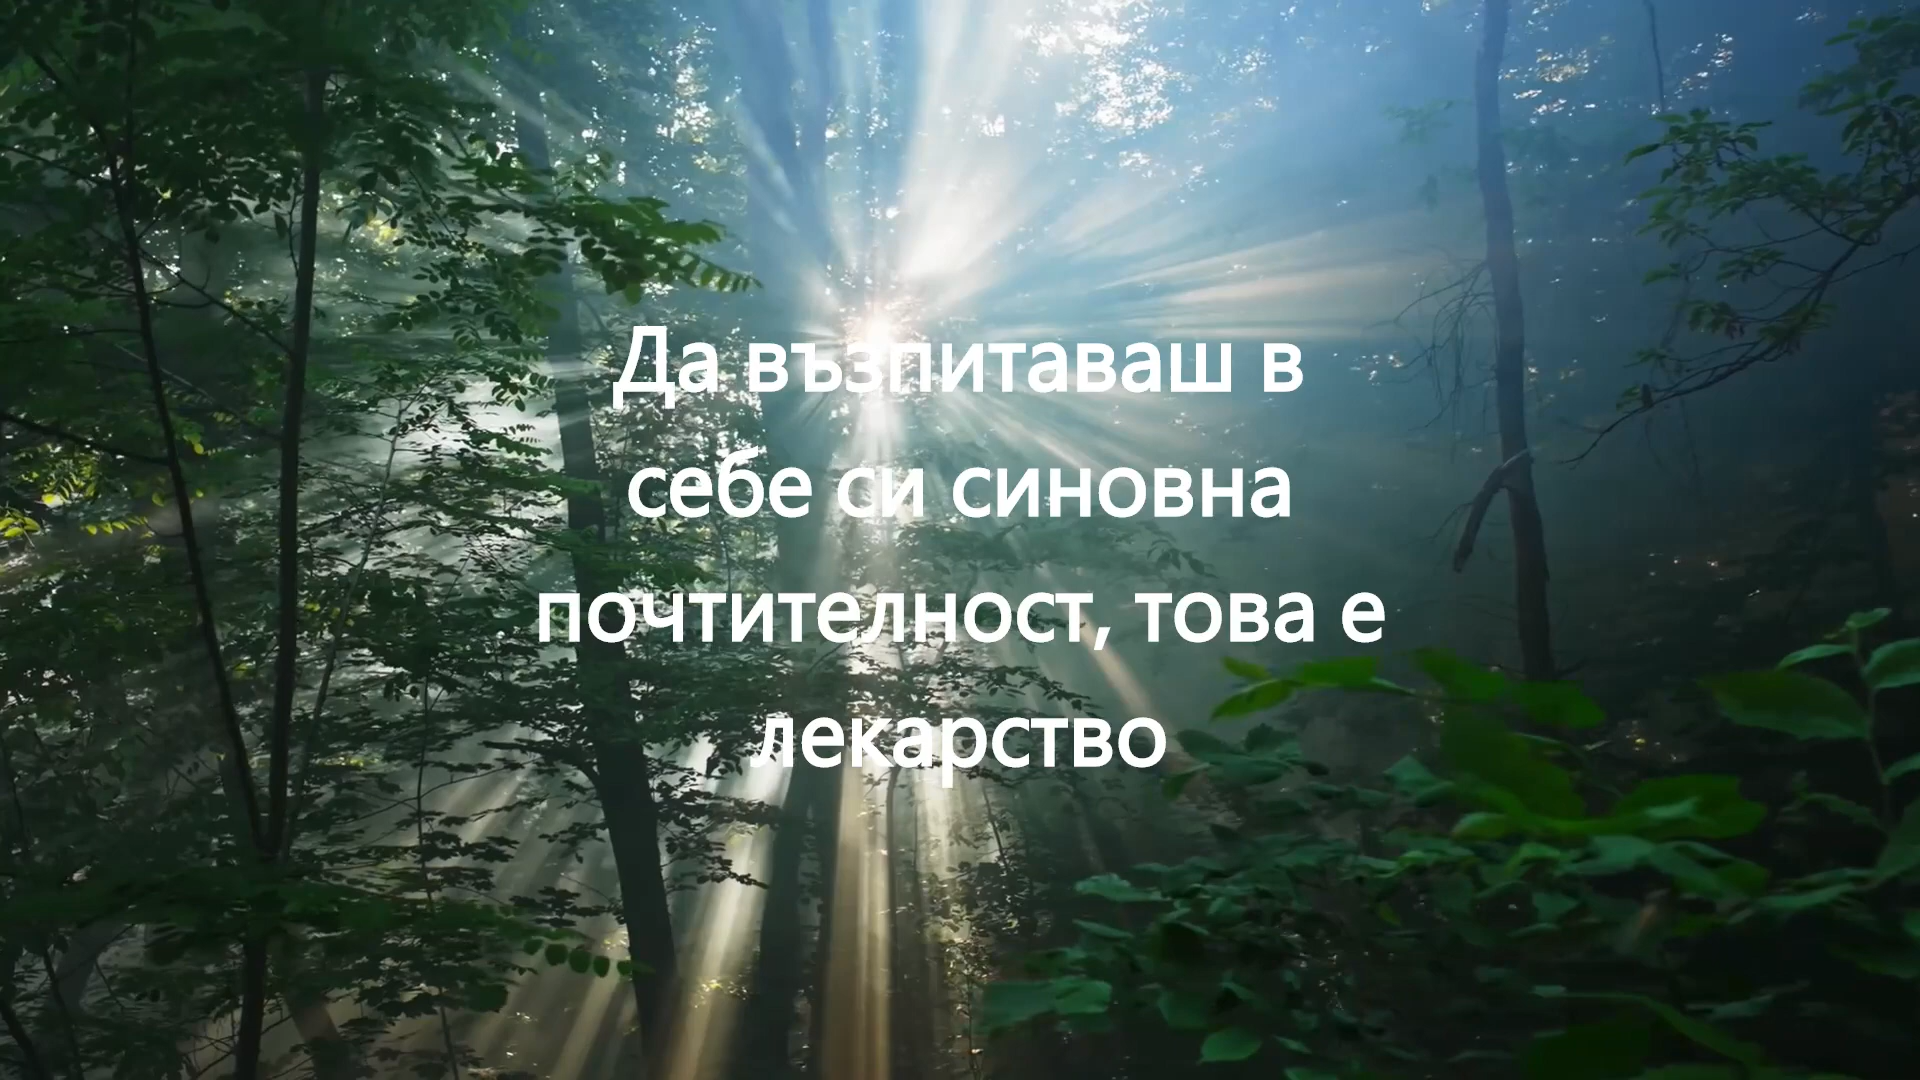 Да възпитаваш в
себе си синовна
почтителност, това е
лекарство